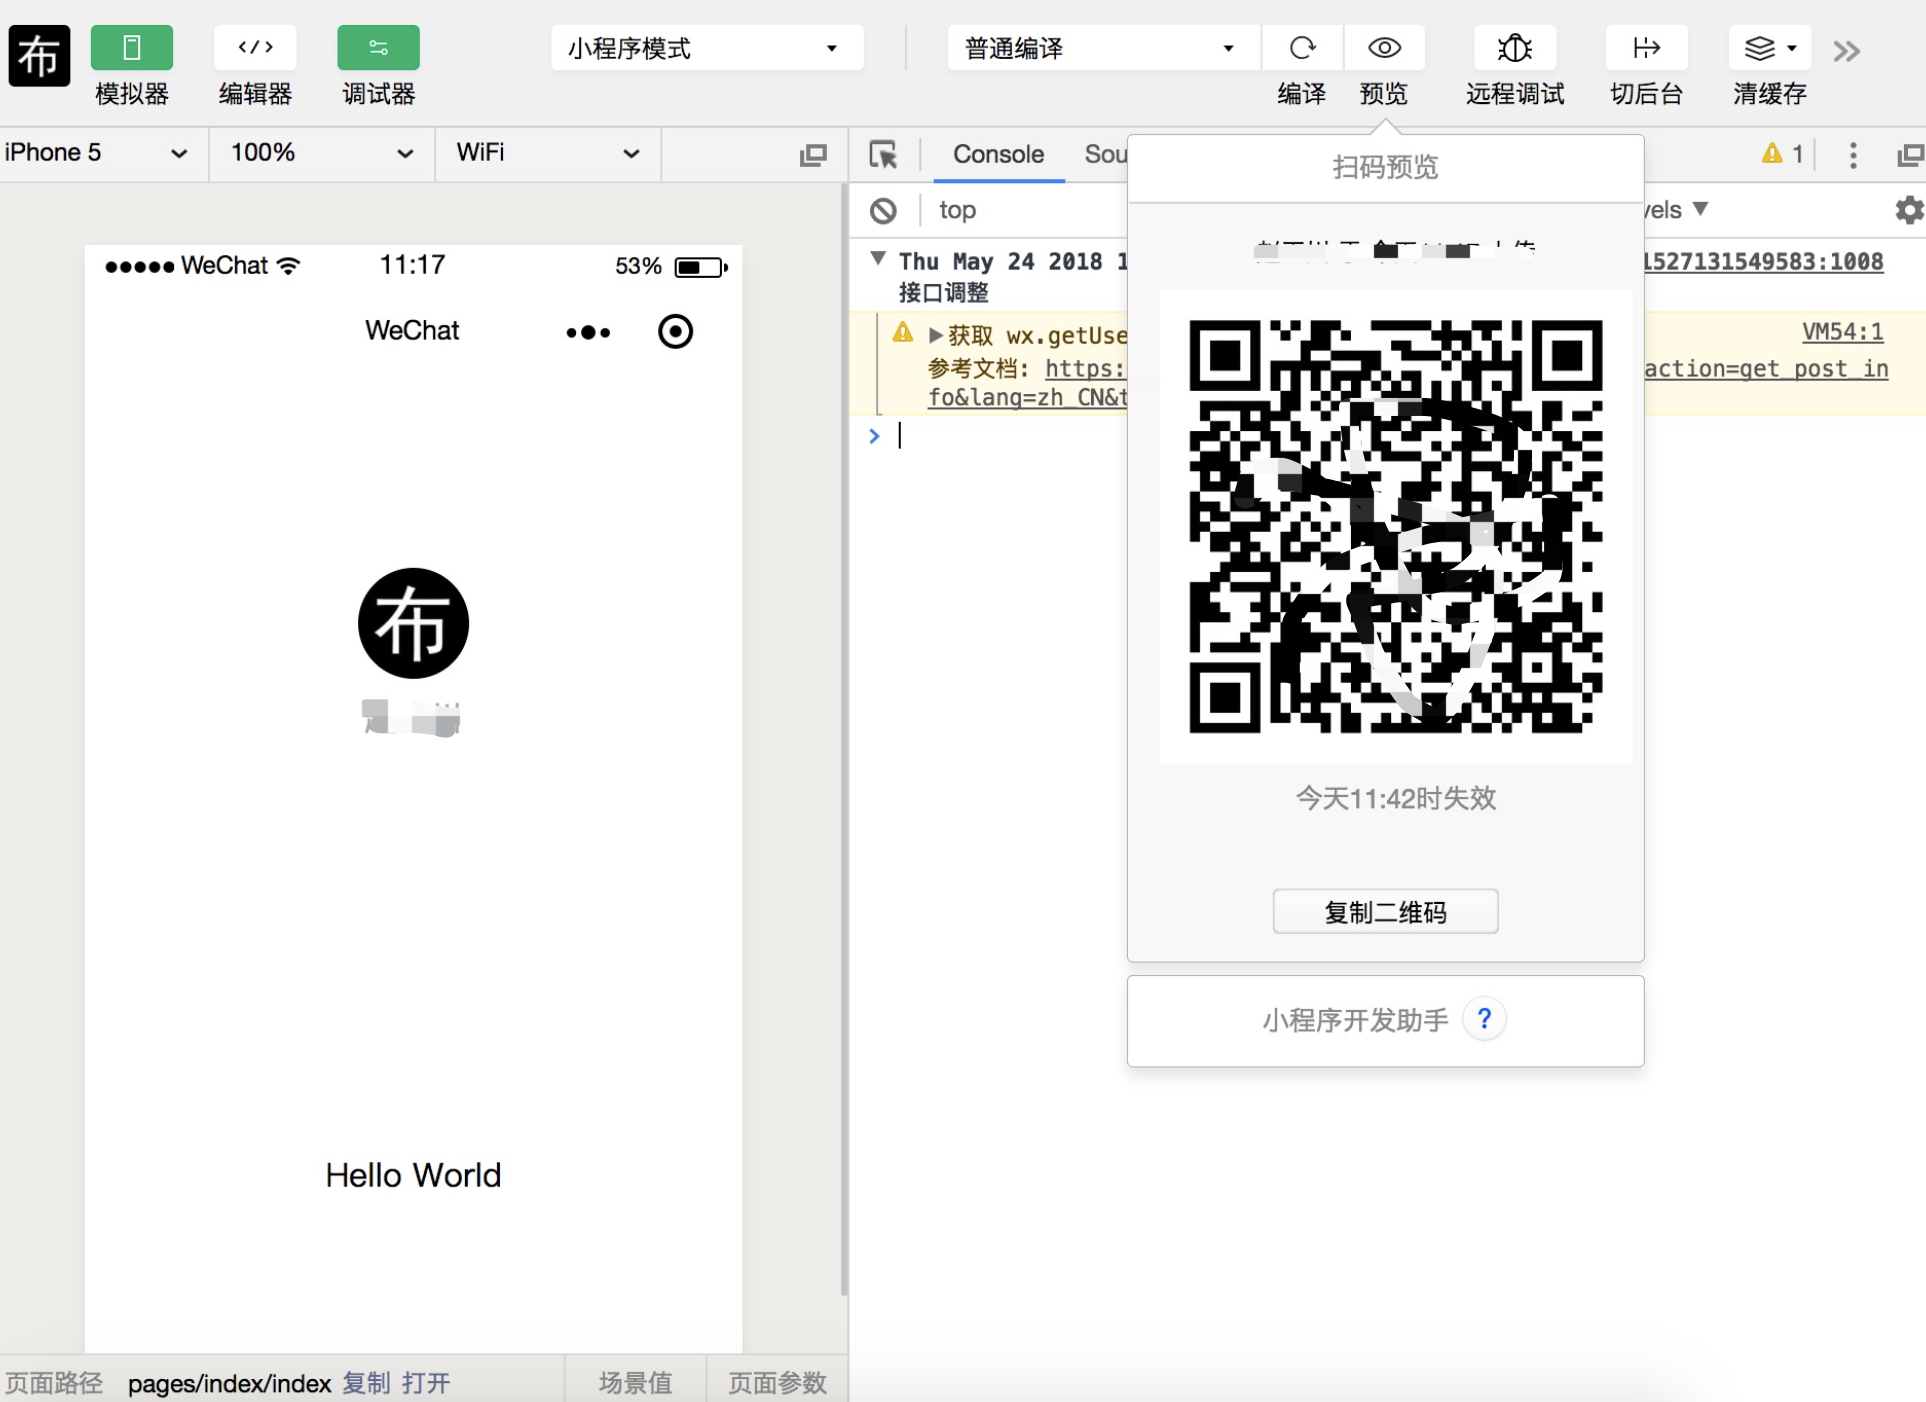 布
模拟器
编辑器
调试器
小程序模式
普通编译
编译
预览
远程调试
切后台
清缓存
iPhone 5
100%
WiFi
Console
Sou
1
top
vels
WeChat
11:17
53%
WeChat
Thu May 24 2018 1
1527131549583:1008
接口调整
获取 wx.getUse
VM54:1
参考文档: https:
action=get_post_in
fo&lang=zh_CN&t
扫码预览
今天11:42时失效
复制二维码
小程序开发助手 ?
布
Hello World
页面路径 pages/index/index 复制 打开
场景值
页面参数